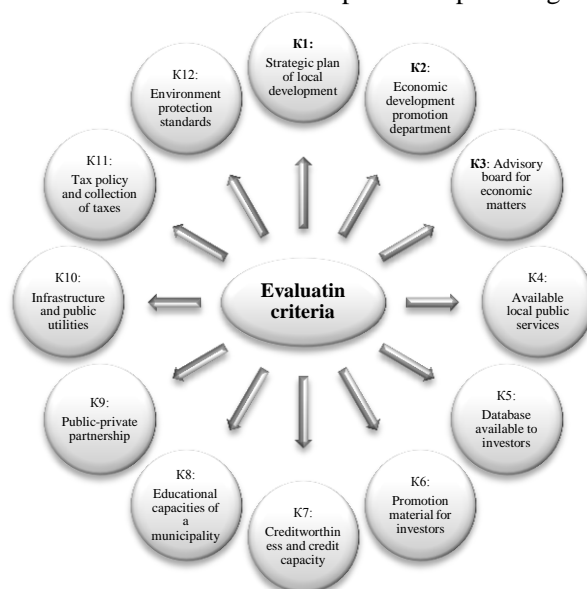 K1:
Strategic plan
of local
development
K2:
Economic
development
promotion
department
K3: Advisory
board for
economic
matters
K4:
Available
local public
services
K5:
Database
available to
investors
K6:
Promotion
material for
investors
K7:
Creditworthin
ess and credit
capacity
K8:
Educational
capacities of
a
municipality
K9:
Public-private
partnership
K10:
Infrastructure
and public
utilities
K11:
Tax policy
and collection
of taxes
K12:
Environment
protection
standards
Evaluatin
criteria